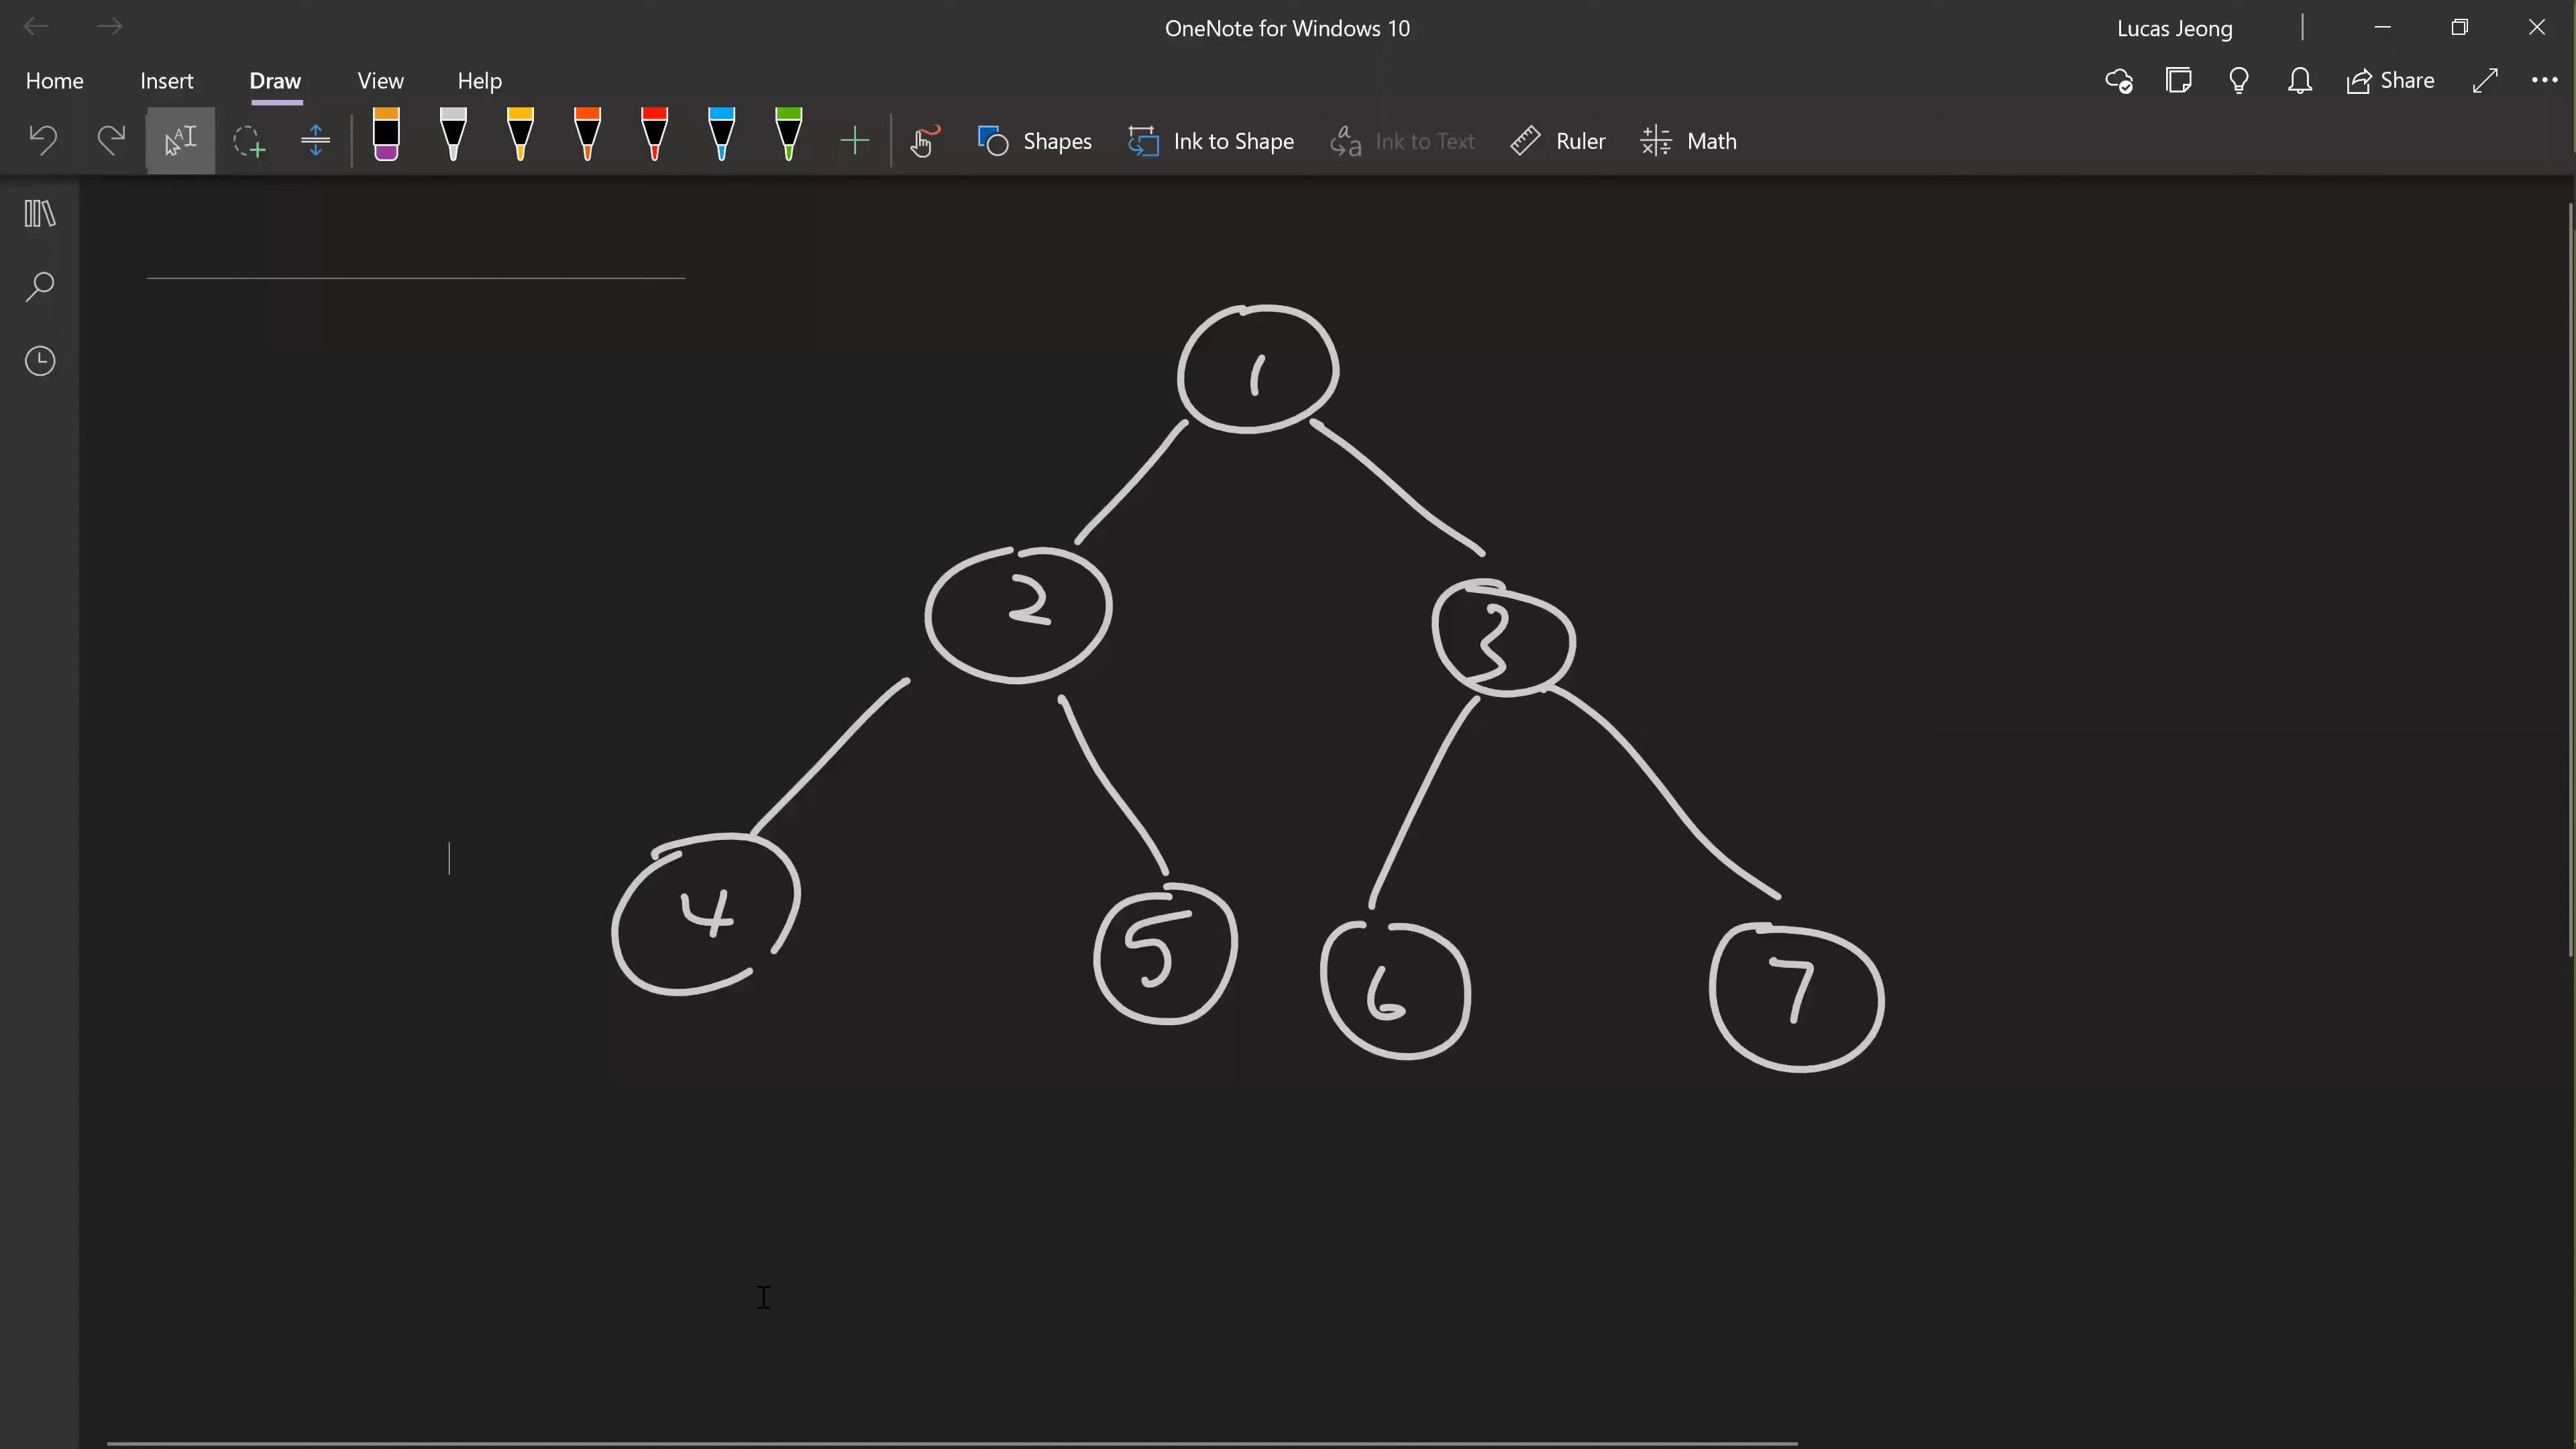 OneNote for Windows 10
Lucas Jeong
Home Insert Draw View Help
Share
Shapes Ink to Shape Ink to Text Ruler Math
1
2
3
4
5
6
7